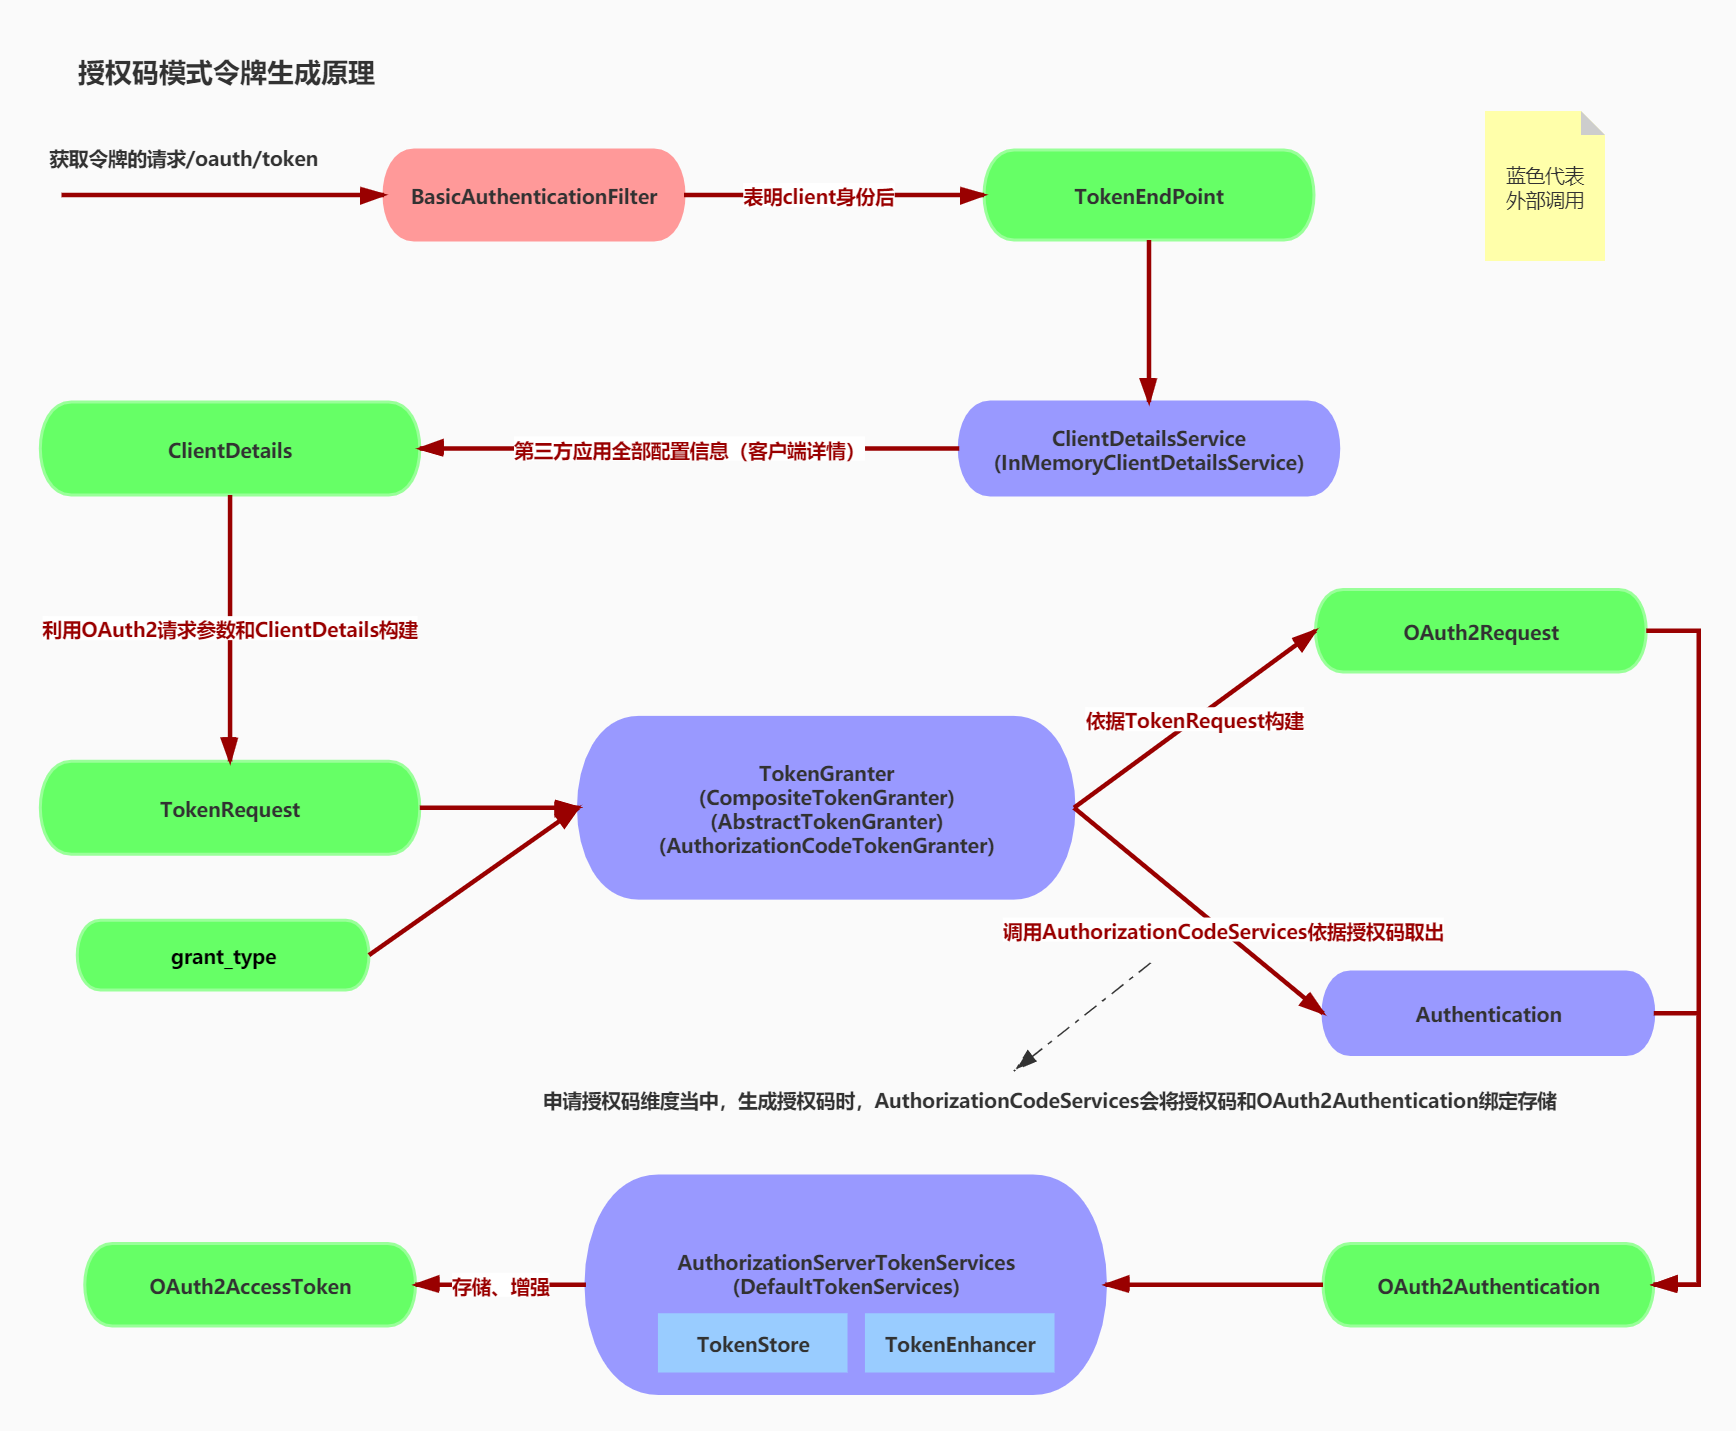 授权码模式令牌生成原理
获取令牌的请求/oauth/token
BasicAuthenticationFilter
表明client身份后
TokenEndPoint
蓝色代表
外部调用
ClientDetails
第三方应用全部配置信息（客户端详情）
ClientDetailsService
(InMemoryClientDetailsService)
利用OAuth2请求参数和ClientDetails构建
OAuth2Request
依据TokenRequest构建
TokenRequest
TokenGranter
(CompositeTokenGranter)
(AbstractTokenGranter)
(AuthorizationCodeTokenGranter)
grant_type
调用AuthorizationCodeServices依据授权码取出
Authentication
申请授权码维度当中，生成授权码时，AuthorizationCodeServices会将授权码和OAuth2Authentication绑定存储
OAuth2AccessToken
存储、增强
AuthorizationServerTokenServices
(DefaultTokenServices)
TokenStore
TokenEnhancer
OAuth2Authentication